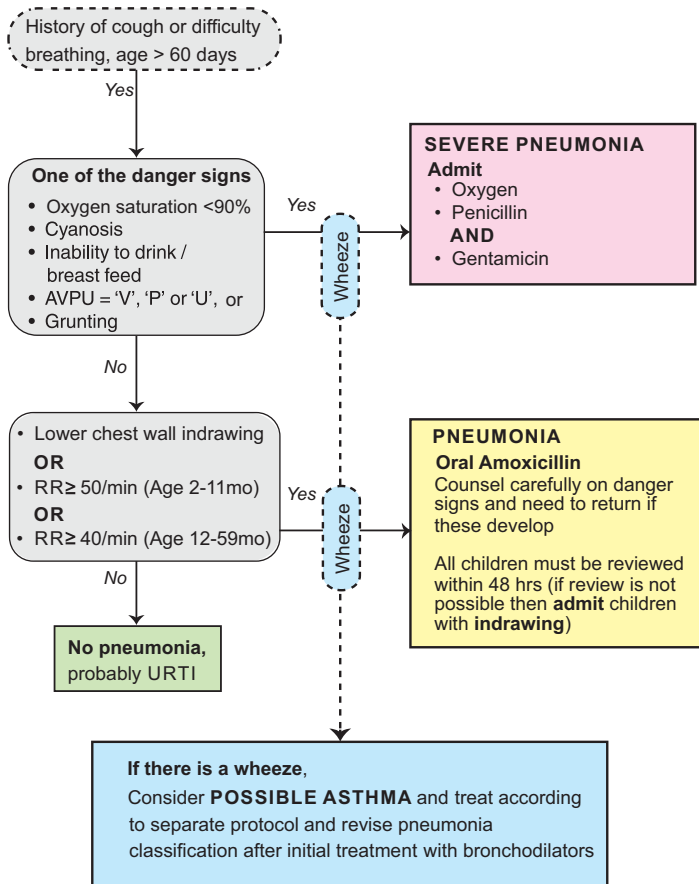 History of cough or difficulty
breathing, age > 60 days
Yes
One of the danger signs
• Oxygen saturation <90%
• Cyanosis
• Inability to drink /
breast feed
• AVPU = 'V', 'P' or 'U', or
• Grunting
Yes
Wheeze
SEVERE PNEUMONIA
Admit
• Oxygen
• Penicillin
AND
• Gentamicin
No
• Lower chest wall indrawing
OR
• RR≥ 50/min (Age 2-11mo)
OR
• RR≥ 40/min (Age 12-59mo)
Yes
Wheeze
PNEUMONIA
Oral Amoxicillin
Counsel carefully on danger
signs and need to return if
these develop
All children must be reviewed
within 48 hrs (if review is not
possible then admit children
with indrawing)
No
No pneumonia,
probably URTI
If there is a wheeze,
Consider POSSIBLE ASTHMA and treat according
to separate protocol and revise pneumonia
classification after initial treatment with bronchodilators